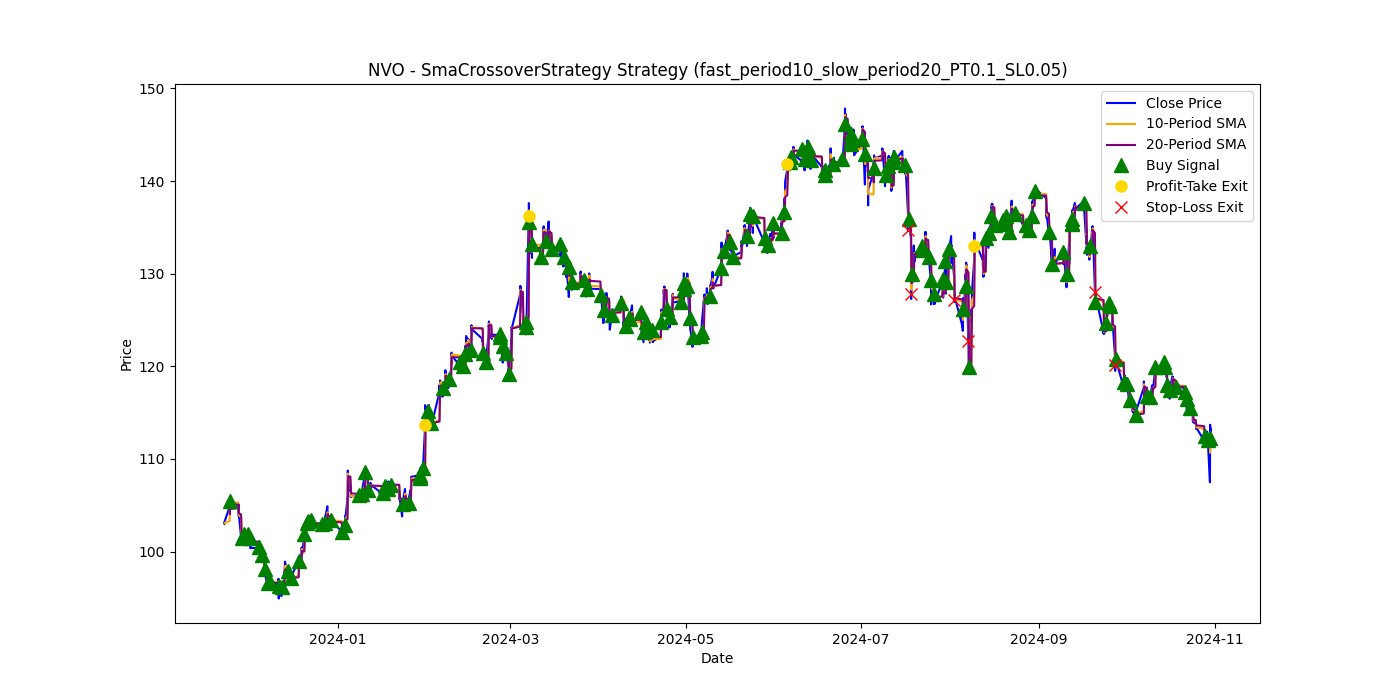 NVO - SmaCrossoverStrategy Strategy (fast_period10_slow_period20_PT0.1_SL0.05)
Close Price
10-Period SMA
20-Period SMA
Buy Signal
Profit-Take Exit
Stop-Loss Exit
Price
150
140
130
120
110
100
2024-01
2024-03
2024-05
2024-07
2024-09
2024-11
Date